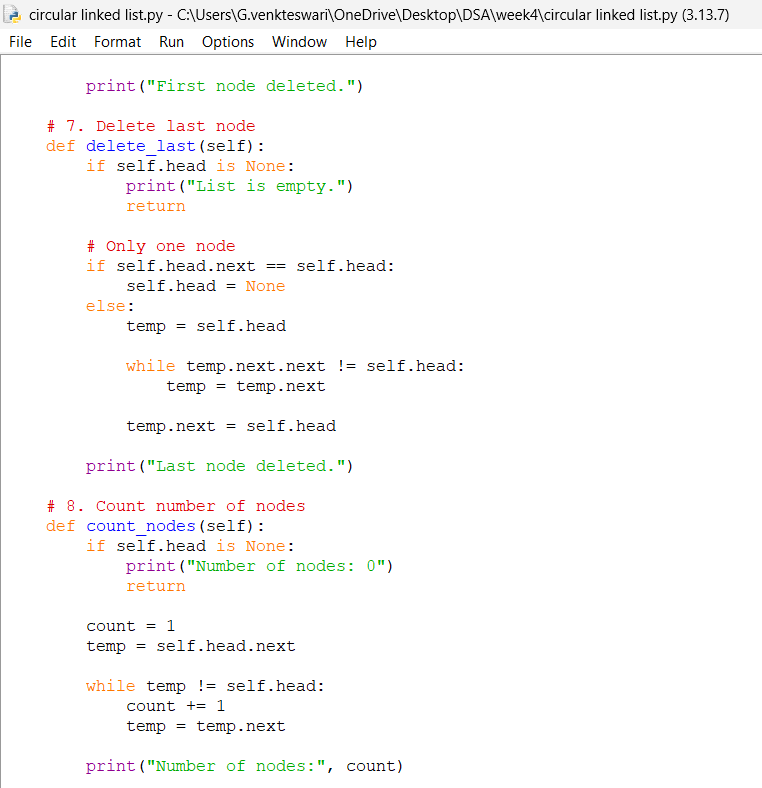 circular linked list.py - C:\Users\G.venkteswari\OneDrive\Desktop\DSA\week4\circular linked list.py (3.13.7)
File Edit Format Run Options Window Help
        print("First node deleted.")

    # 7. Delete last node
    def delete_last(self):
        if self.head is None:
            print("List is empty.")
            return

        # Only one node
        if self.head.next == self.head:
            self.head = None
        else:
            temp = self.head

            while temp.next.next != self.head:
                temp = temp.next

            temp.next = self.head

        print("Last node deleted.")

    # 8. Count number of nodes
    def count_nodes(self):
        if self.head is None:
            print("Number of nodes: 0")
            return

        count = 1
        temp = self.head.next

        while temp != self.head:
            count += 1
            temp = temp.next

        print("Number of nodes:", count)